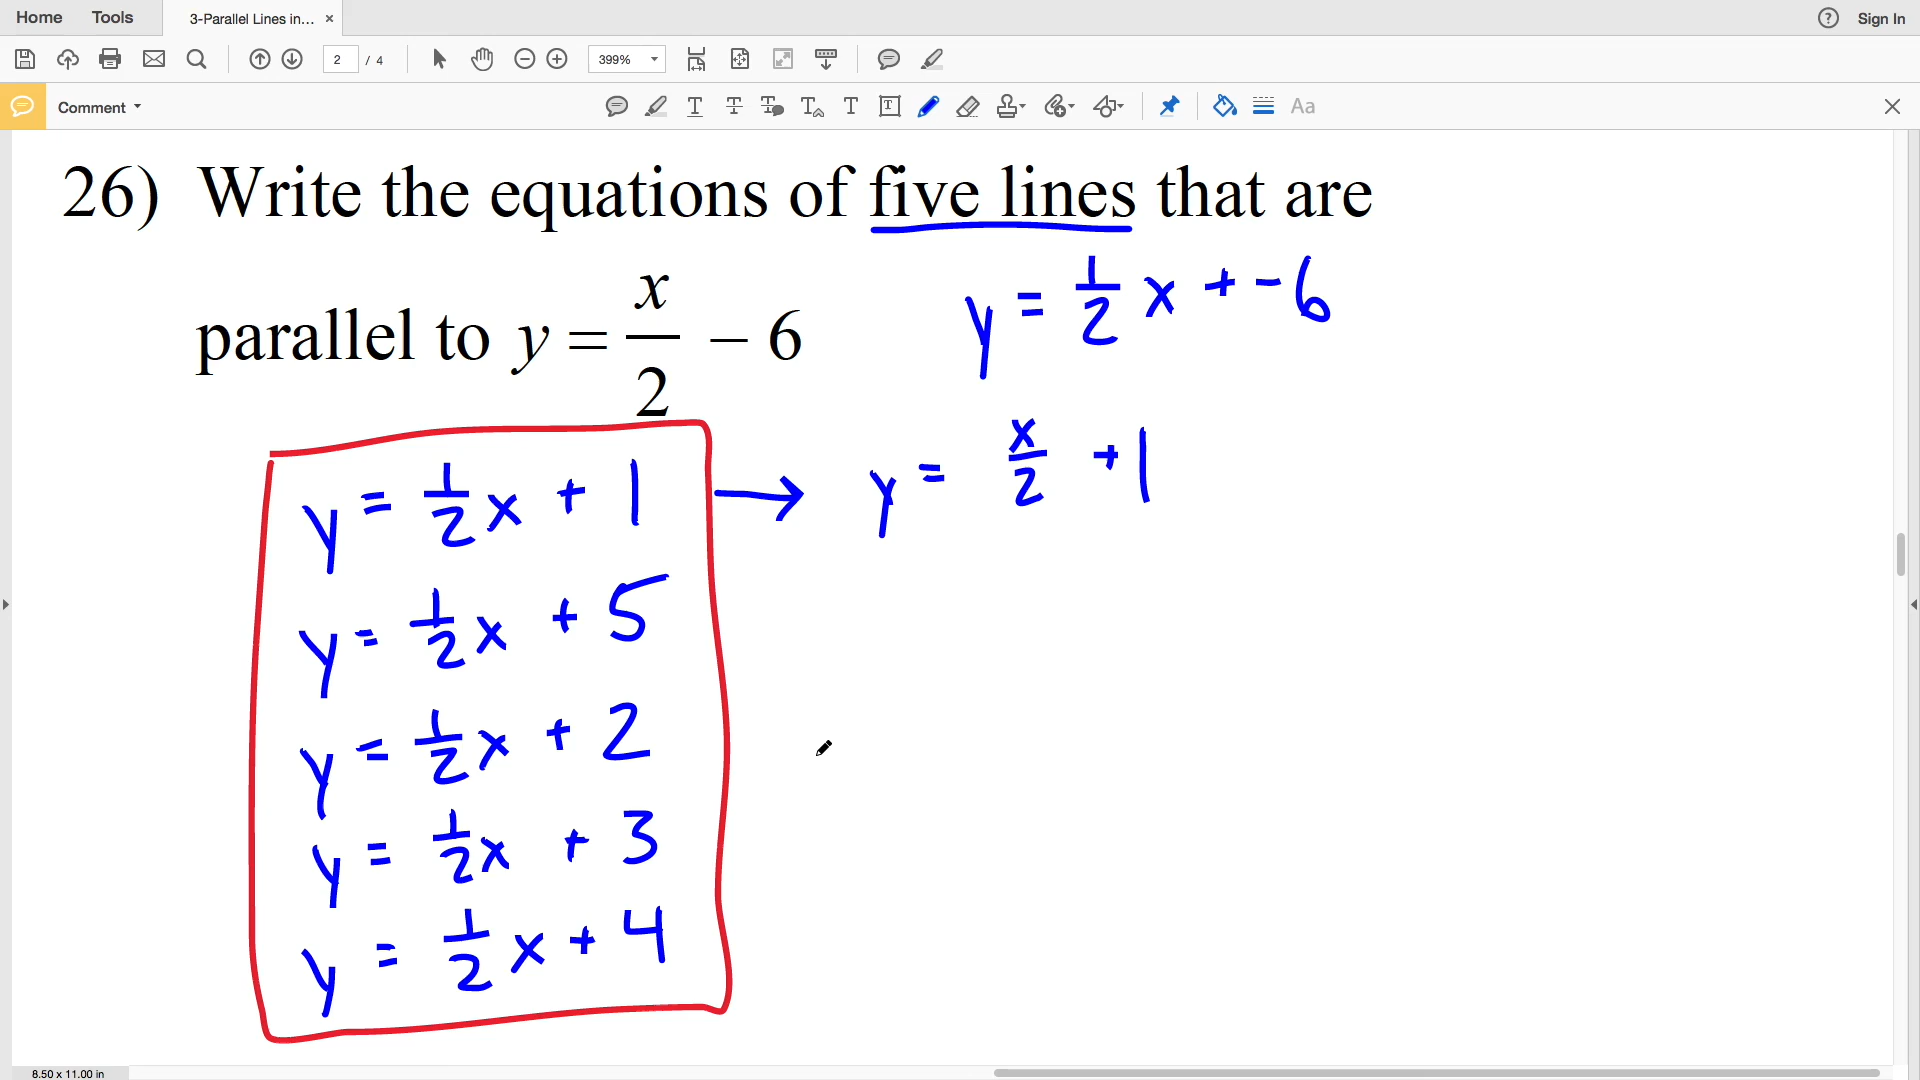 Home Tools 3-Parallel Lines in... × ? Sign In
2 / 4 399%
Comment T T T T T T Aa
26) Write the equations of five lines that are
parallel to y = x/2 – 6
y = 1/2 x + -6
y = 1/2 x + 1 → y = x/2 + 1
y = 1/2 x + 5
y = 1/2 x + 2
y = 1/2 x + 3
y = 1/2 x + 4
8.50 x 11.00 in